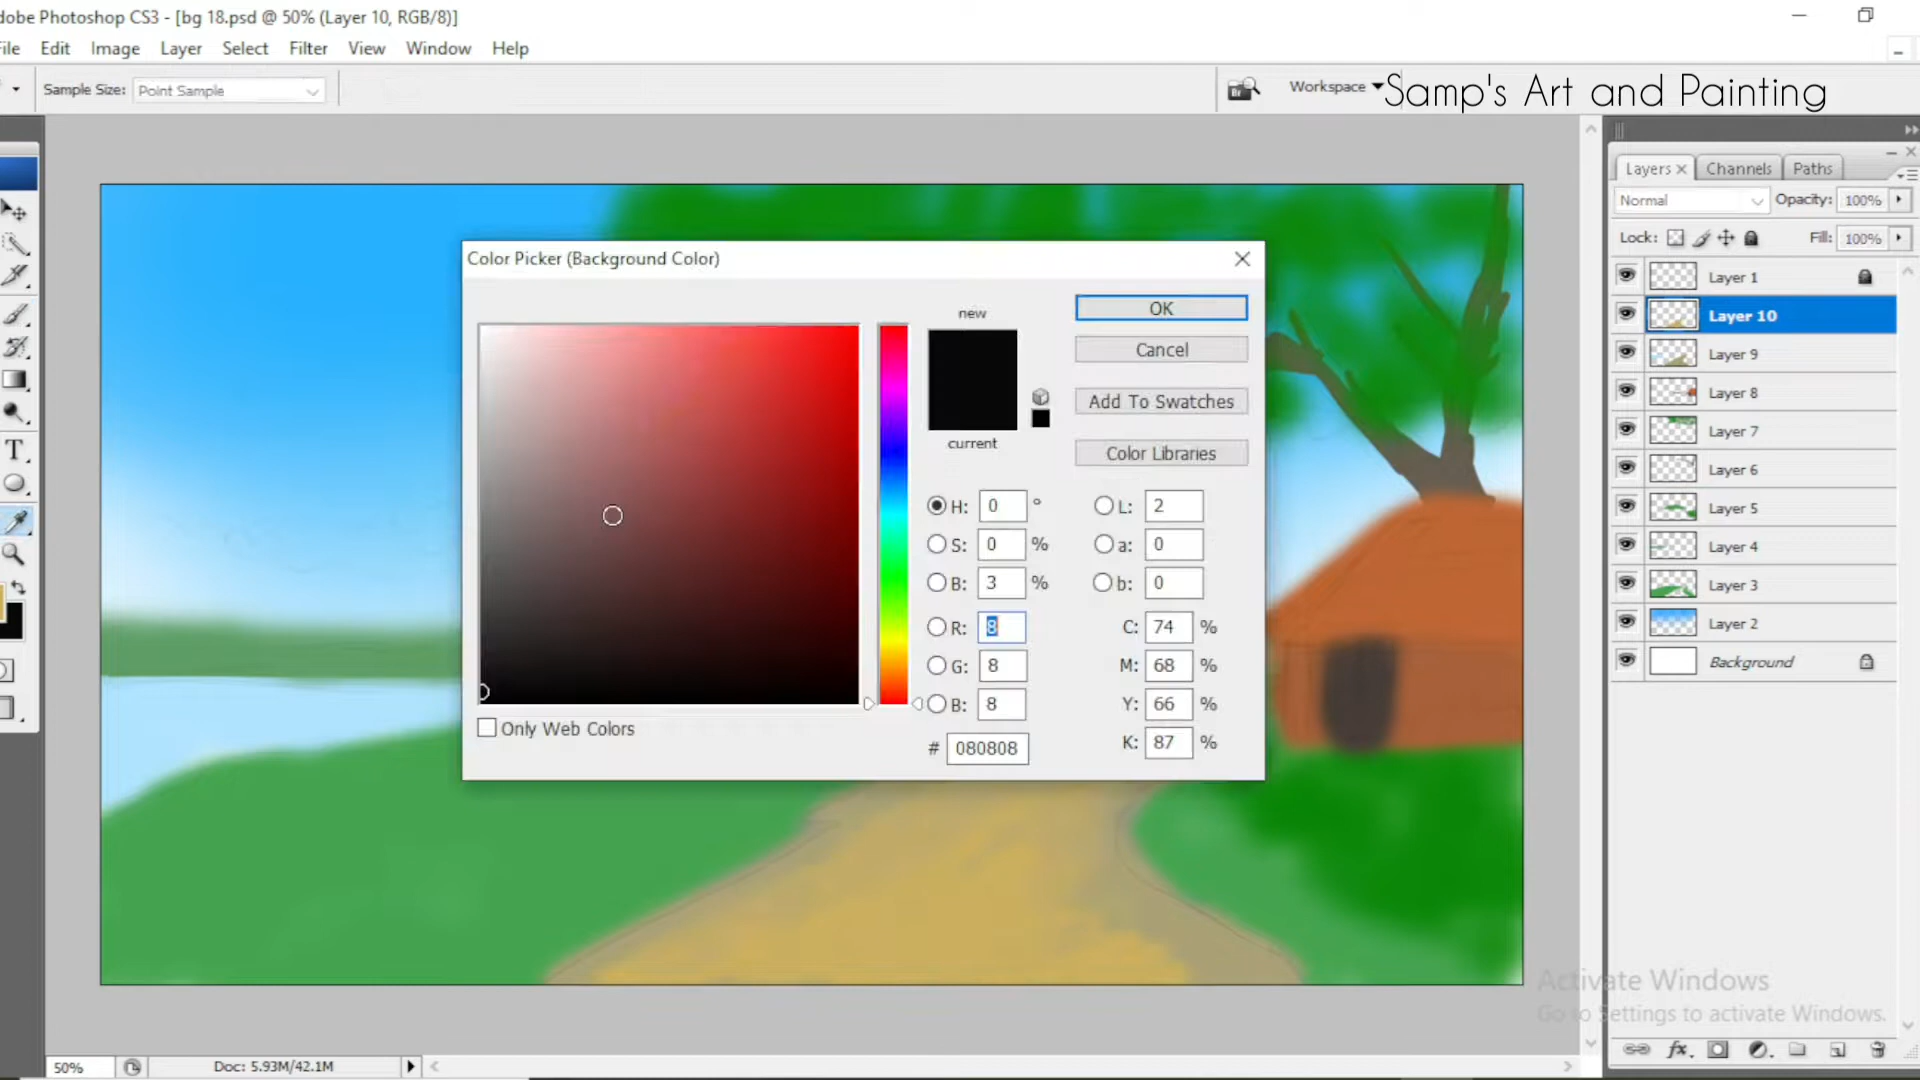 dobe Photoshop CS3 - [bg 18.psd @ 50% (Layer 10, RGB/8)]
File Edit Image Layer Select Filter View Window Help
Sample Size: Point Sample
Br
Workspace
Samp's Art and Painting
Layers Channels Paths
Normal Opacity: 100%
Lock: Fill: 100%
Layer 1
Layer 10
Layer 9
Layer 8
Layer 7
Layer 6
Layer 5
Layer 4
Layer 3
Layer 2
Background
T
Color Picker (Background Color)
new
current
OK
Cancel
Add To Swatches
Color Libraries
H: 0 ° L: 2
S: 0 % a: 0
B: 3 % b: 0
R: 8 C: 74 %
G: 8 M: 68 %
B: 8 Y: 66 %
# 080808 K: 87 %
Only Web Colors
Activate Windows
Go to Settings to activate Windows.
fx.
50% Doc: 5.93M/42.1M